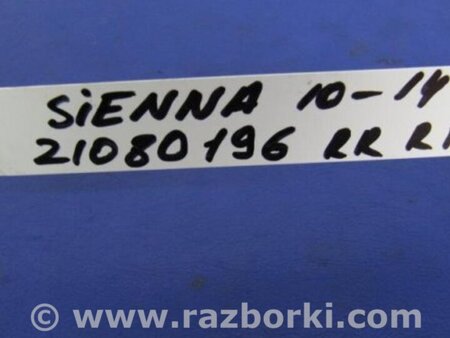 SiENNA 10-14
21080196 RR R
© www.razborki.com